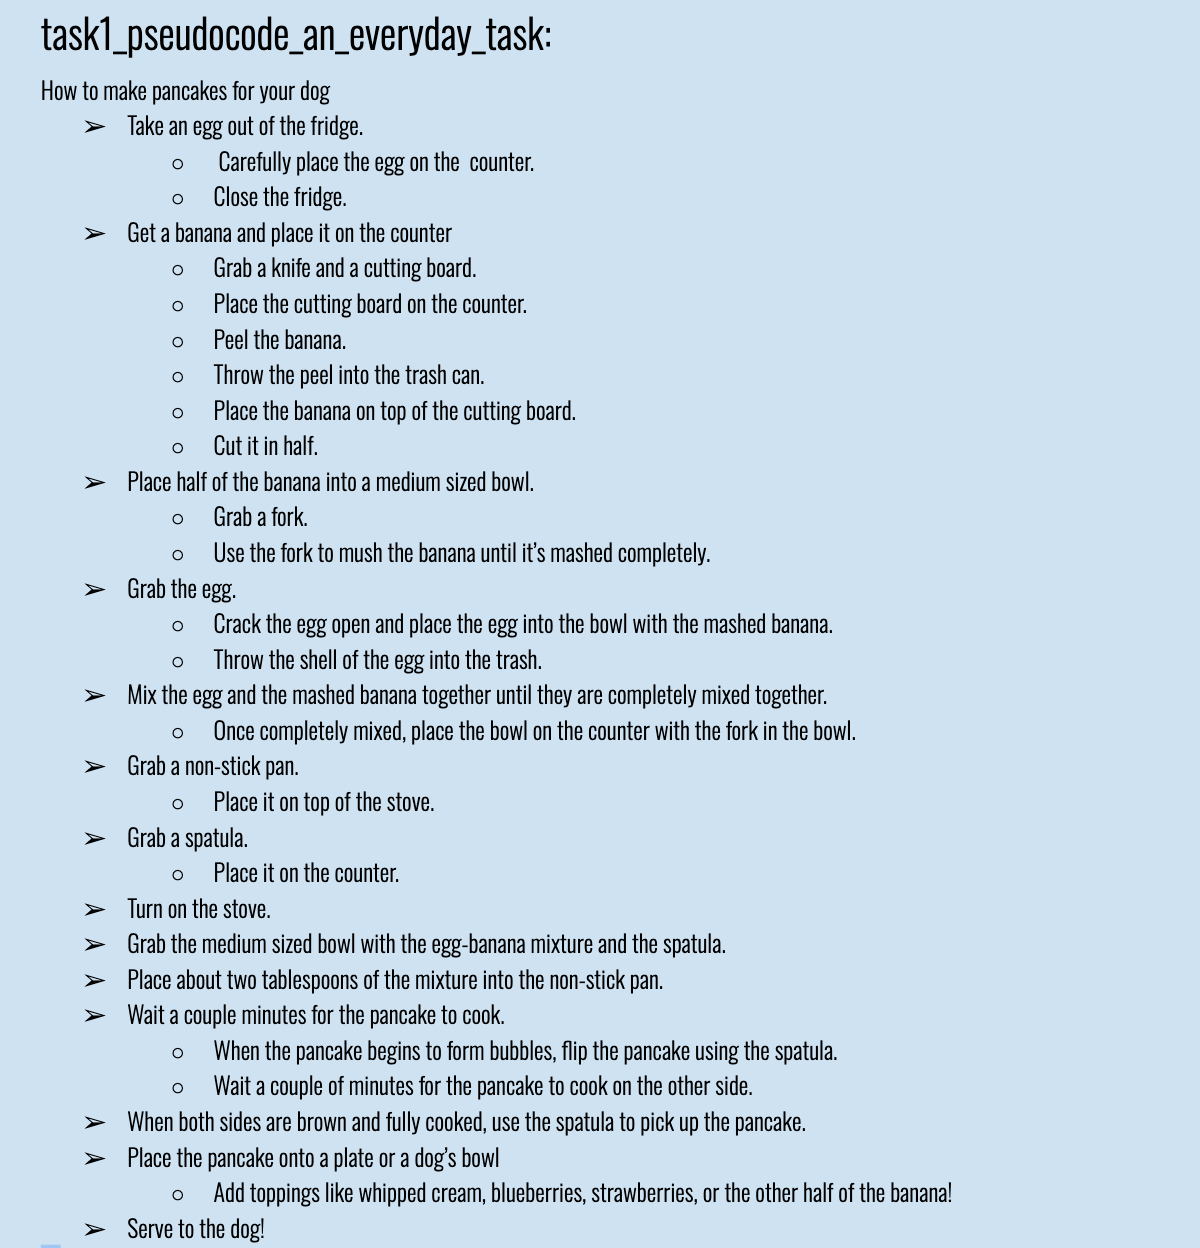 task1_pseudocode_an_everyday_task:
How to make pancakes for your dog
➢ Take an egg out of the fridge.
○ Carefully place the egg on the  counter.
○ Close the fridge.
➢ Get a banana and place it on the counter
○ Grab a knife and a cutting board.
○ Place the cutting board on the counter.
○ Peel the banana.
○ Throw the peel into the trash can.
○ Place the banana on top of the cutting board.
○ Cut it in half.
➢ Place half of the banana into a medium sized bowl.
○ Grab a fork.
○ Use the fork to mush the banana until it’s mashed completely.
➢ Grab the egg.
○ Crack the egg open and place the egg into the bowl with the mashed banana.
○ Throw the shell of the egg into the trash.
➢ Mix the egg and the mashed banana together until they are completely mixed together.
○ Once completely mixed, place the bowl on the counter with the fork in the bowl.
➢ Grab a non-stick pan.
○ Place it on top of the stove.
➢ Grab a spatula.
○ Place it on the counter.
➢ Turn on the stove.
➢ Grab the medium sized bowl with the egg-banana mixture and the spatula.
➢ Place about two tablespoons of the mixture into the non-stick pan.
➢ Wait a couple minutes for the pancake to cook.
○ When the pancake begins to form bubbles, flip the pancake using the spatula.
○ Wait a couple of minutes for the pancake to cook on the other side.
➢ When both sides are brown and fully cooked, use the spatula to pick up the pancake.
➢ Place the pancake onto a plate or a dog’s bowl
○ Add toppings like whipped cream, blueberries, strawberries, or the other half of the banana!
➢ Serve to the dog!